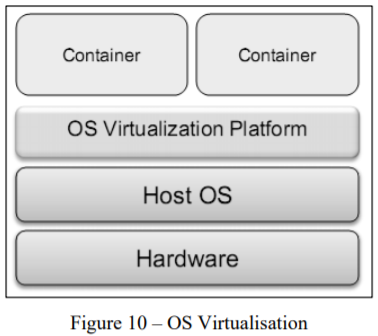 Container Container
OS Virtualization Platform
Host OS
Hardware
Figure 10 – OS Virtualisation